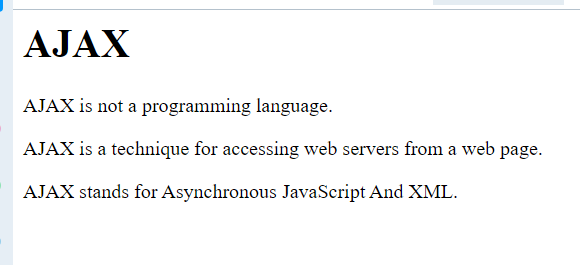 AJAX
AJAX is not a programming language.
AJAX is a technique for accessing web servers from a web page.
AJAX stands for Asynchronous JavaScript And XML.